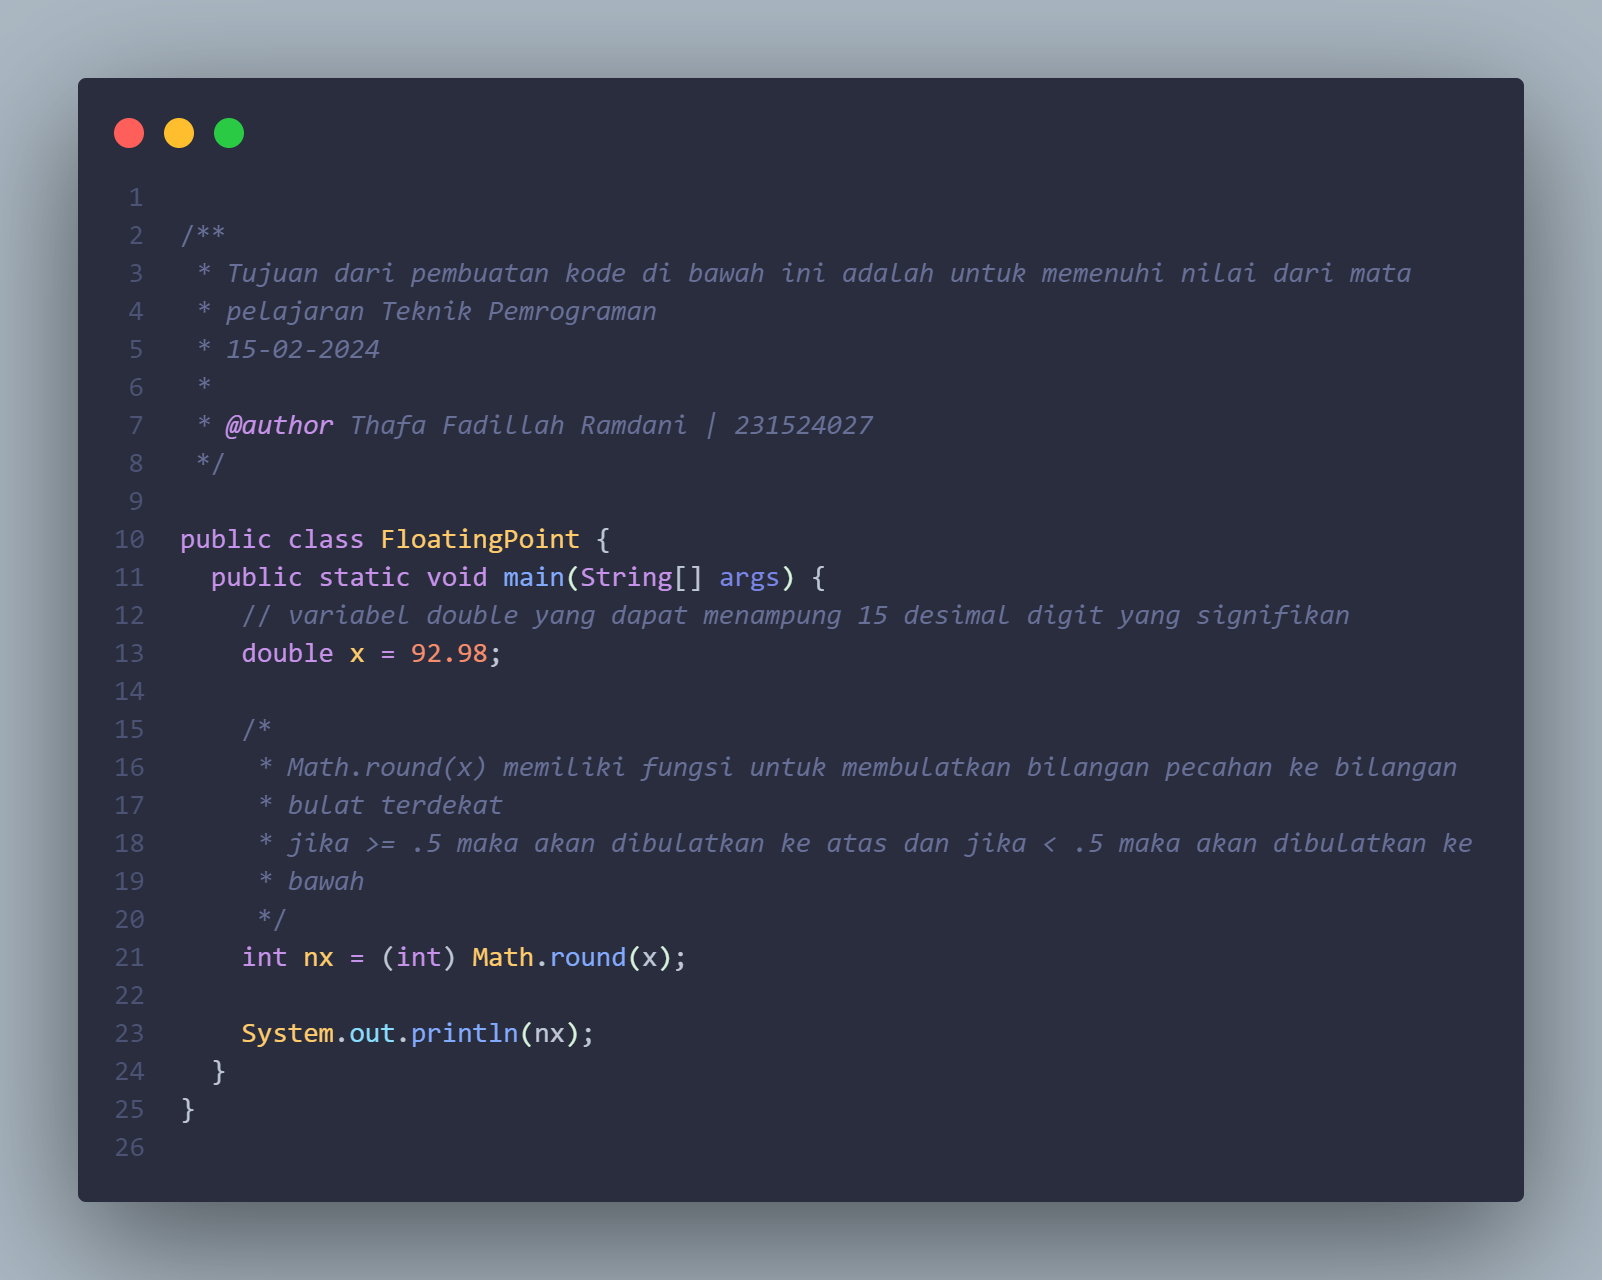 1
2 /**
3  * Tujuan dari pembuatan kode di bawah ini adalah untuk memenuhi nilai dari mata
4  * pelajaran Teknik Pemrograman
5  * 15-02-2024
6  *
7  * @author Thafa Fadillah Ramdani | 231524027
8  */
9
10 public class FloatingPoint {
11   public static void main(String[] args) {
12     // variabel double yang dapat menampung 15 desimal digit yang signifikan
13     double x = 92.98;
14
15     /*
16      * Math.round(x) memiliki fungsi untuk membulatkan bilangan pecahan ke bilangan
17      * bulat terdekat
18      * jika >= .5 maka akan dibulatkan ke atas dan jika < .5 maka akan dibulatkan ke
19      * bawah
20      */
21     int nx = (int) Math.round(x);
22
23     System.out.println(nx);
24   }
25 }
26